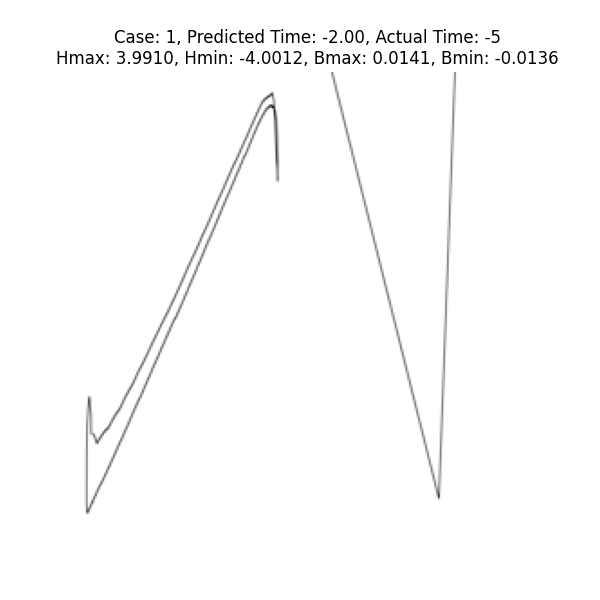 Case: 1, Predicted Time: -2.00, Actual Time: -5
Hmax: 3.9910, Hmin: -4.0012, Bmax: 0.0141, Bmin: -0.0136